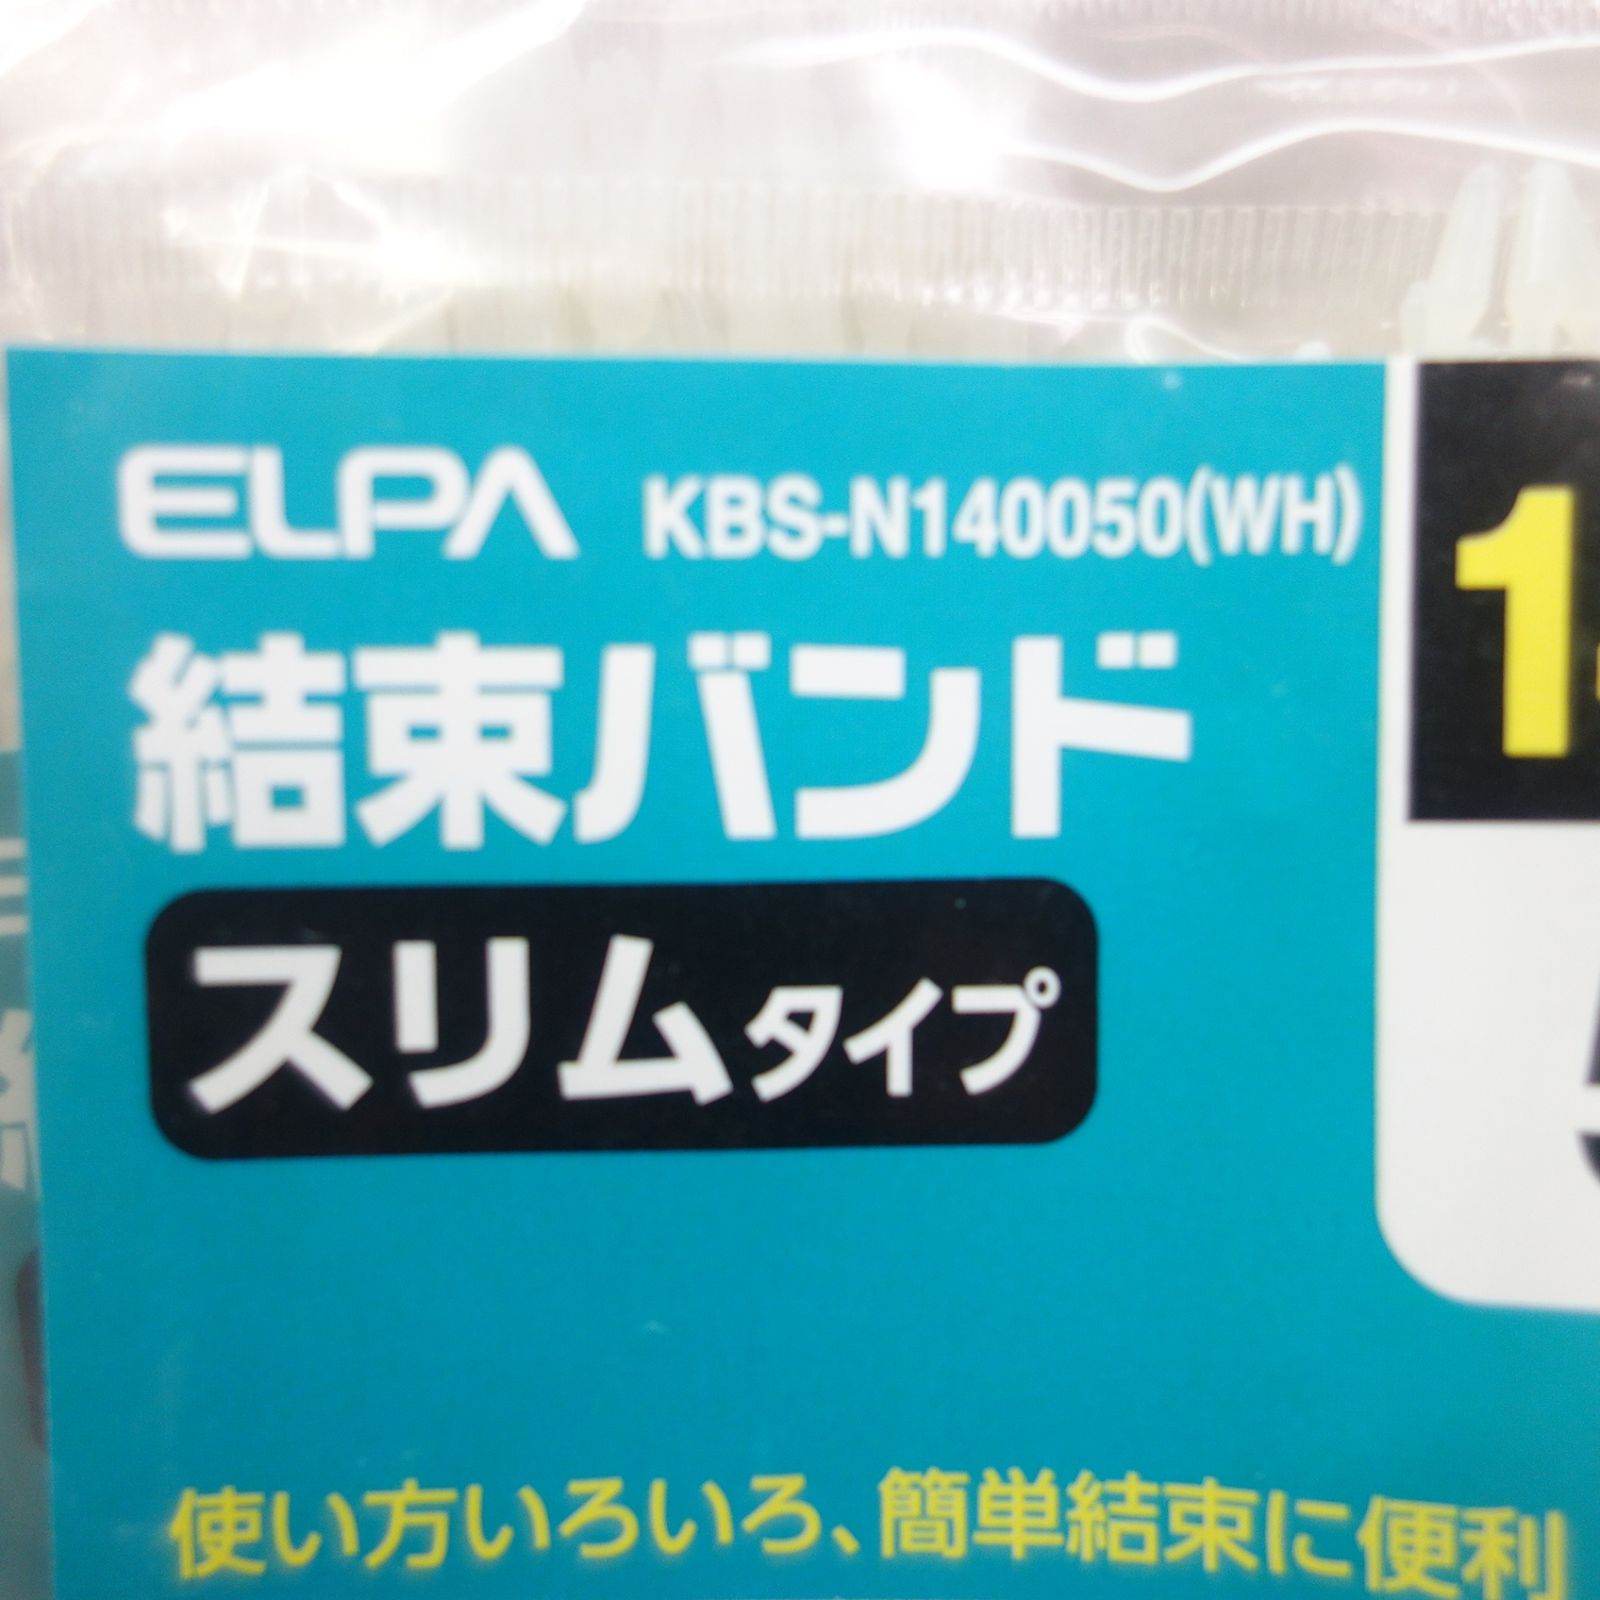 ELPA KBS-N140050(WH)
結束バンド
スリムタイプ
使い方いろいろ、簡単結束に便利